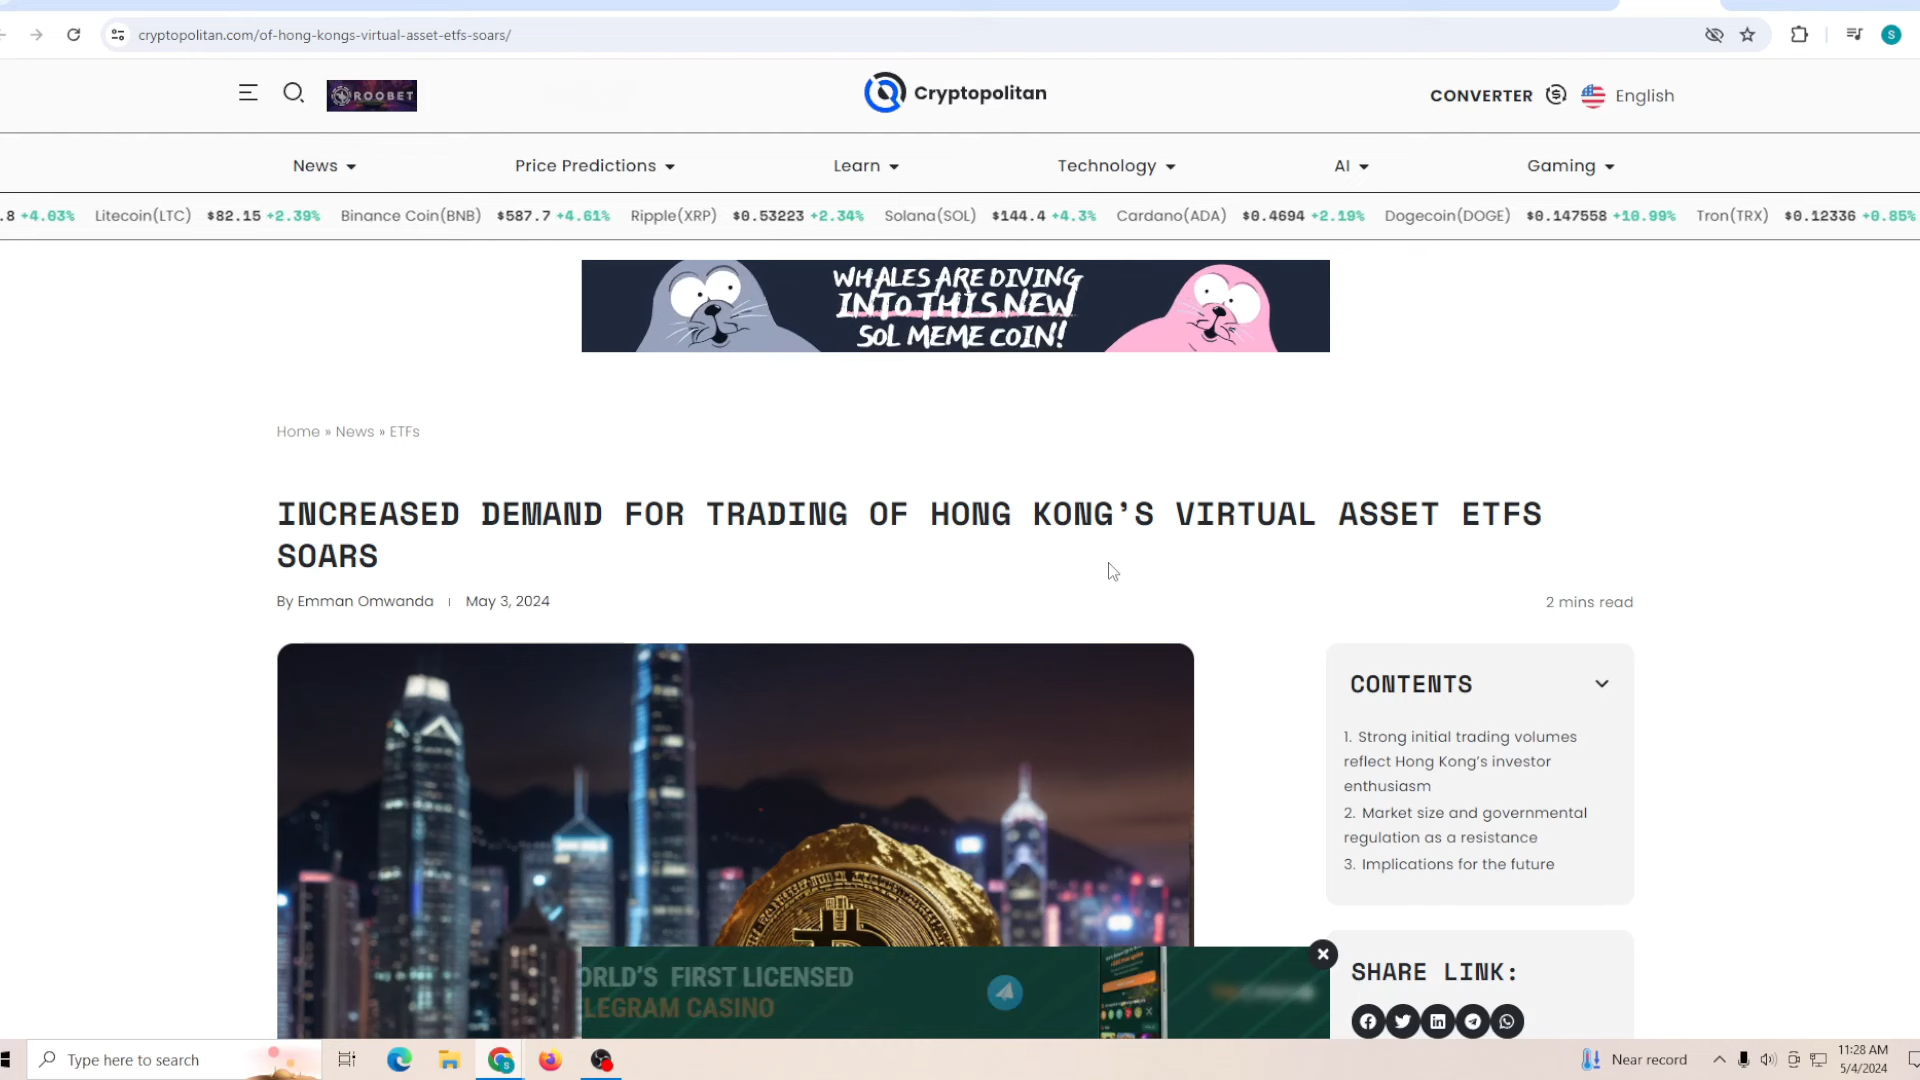 cryptopolitan.com/of-hong-kongs-virtual-asset-etfs-soars/
S
ROOBET
Cryptopolitan
CONVERTER
English
News
Price Predictions
Learn
Technology
AI
Gaming
.8 +4.03% Litecoin(LTC) $82.15 +2.39% Binance Coin(BNB) $587.7 +4.61% Ripple(XRP) $0.53223 +2.34% Solana(SOL) $144.4 +4.3% Cardano(ADA) $0.4694 +2.19% Dogecoin(DOGE) $0.147558 +10.99% Tron(TRX) $0.12336 +0.85%
WHALES ARE DIVING
INTO THIS NEW
SOL MEME COIN!
Home » News » ETFs
INCREASED DEMAND FOR TRADING OF HONG KONG'S VIRTUAL ASSET ETFS
SOARS
By Emman Omwanda | May 3, 2024
2 mins read
CONTENTS
1. Strong initial trading volumes
reflect Hong Kong's investor
enthusiasm
2. Market size and governmental
regulation as a resistance
3. Implications for the future
ORLD'S FIRST LICENSED
LEGRAM CASINO
SHARE LINK:
Type here to search
Near record
11:28 AM
5/4/2024